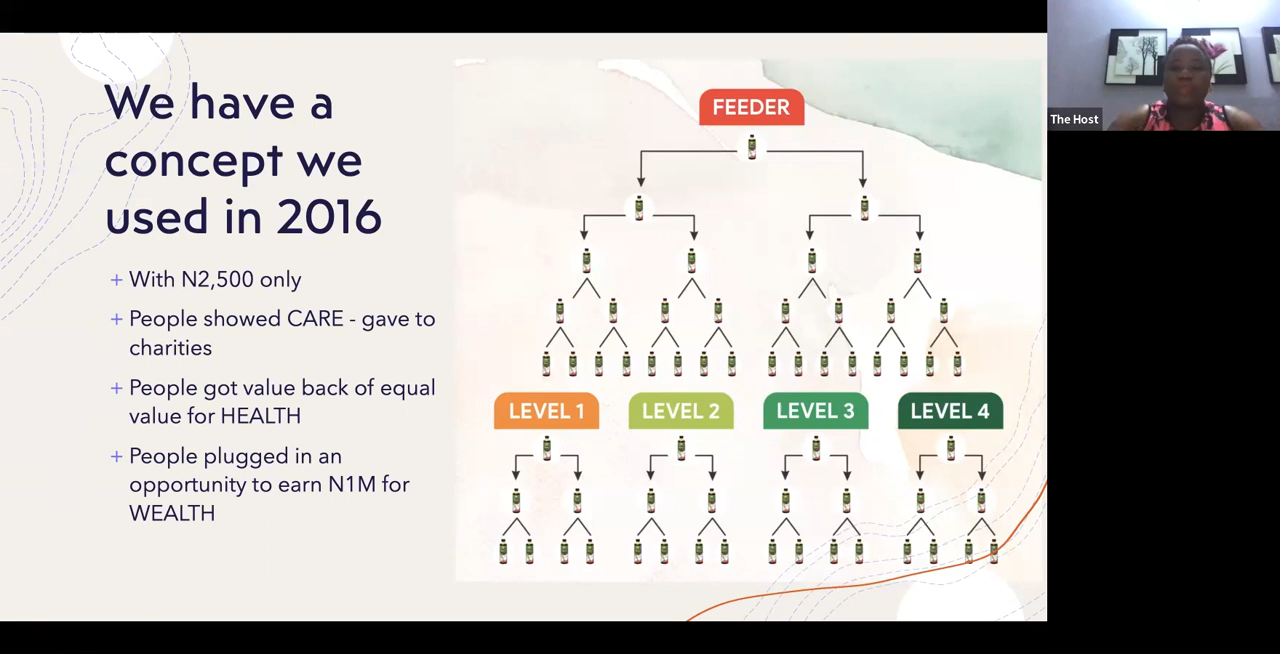 We have a
concept we
used in 2016
+ With N2,500 only
+ People showed CARE - gave to
charities
+ People got value back of equal
value for HEALTH
+ People plugged in an
opportunity to earn N1M for
WEALTH
FEEDER
LEVEL 1
LEVEL 2
LEVEL 3
LEVEL 4
The Host